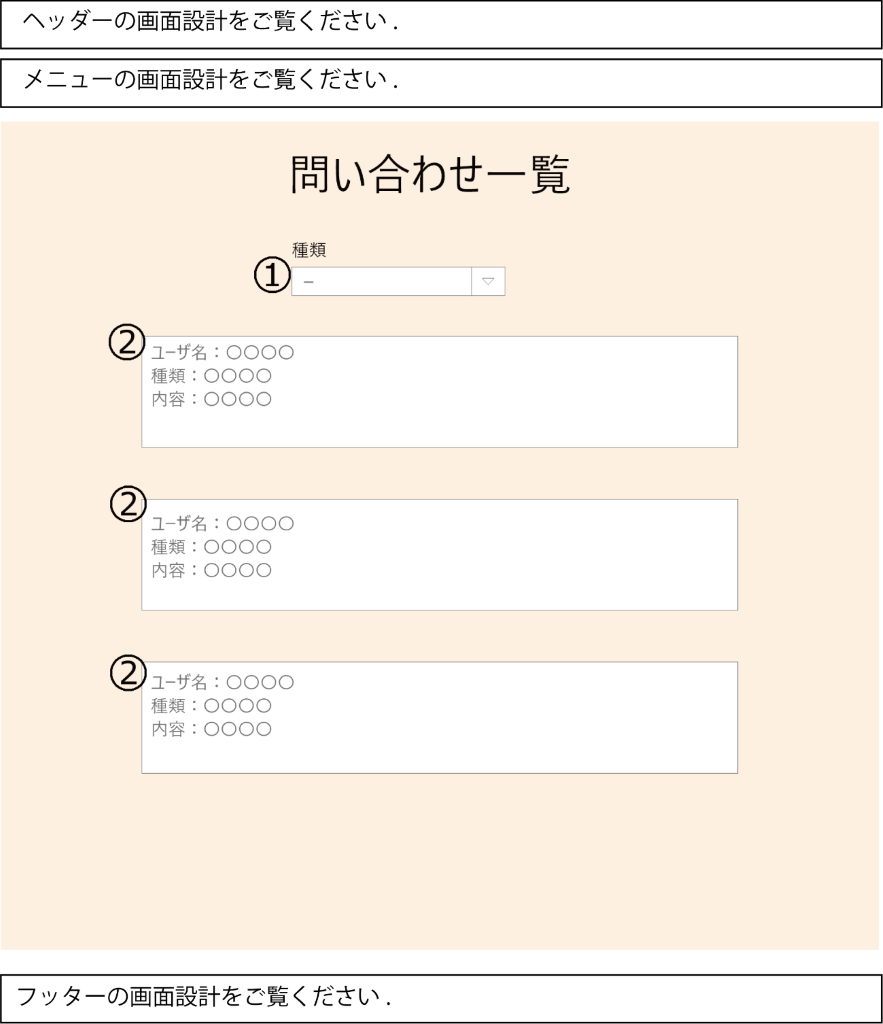 ヘッダーの画面設計をご覧ください .
メニューの画面設計をご覧ください .
問い合わせ一覧
種類
① –
②
ユーザ名：〇〇〇〇
種類：〇〇〇〇
内容：〇〇〇〇
②
ユーザ名：〇〇〇〇
種類：〇〇〇〇
内容：〇〇〇〇
②
ユーザ名：〇〇〇〇
種類：〇〇〇〇
内容：〇〇〇〇
フッターの画面設計をご覧ください .